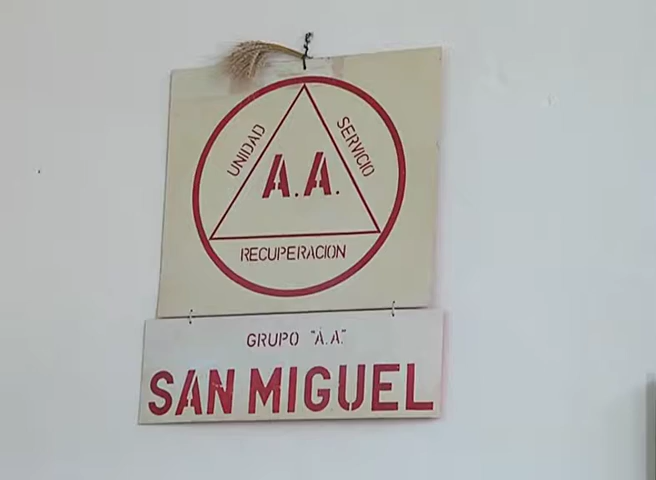 UNIDAD
SERVICIO
A.A.
RECUPERACION
GRUPO "A.A."
SAN MIGUEL